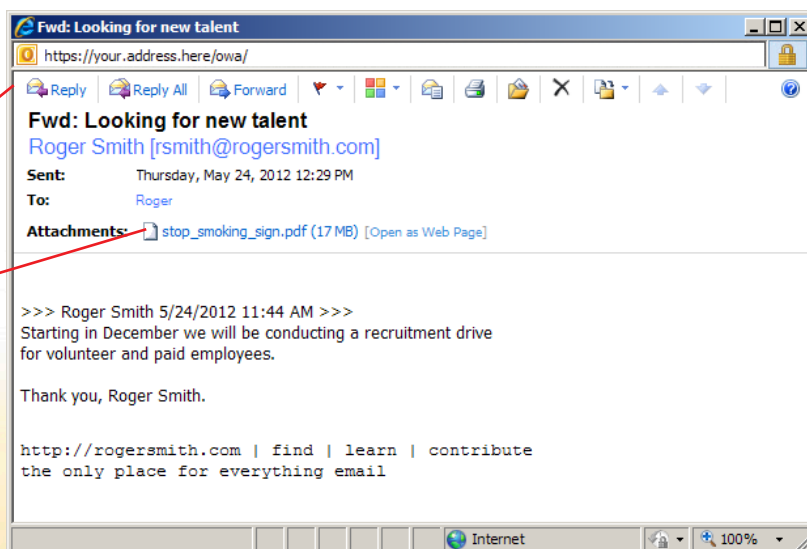 Fwd: Looking for new talent
https://your.address.here/owa/
Reply Reply All Forward
Fwd: Looking for new talent
Roger Smith [rsmith@rogersmith.com]
Sent: Thursday, May 24, 2012 12:29 PM
To: Roger
Attachments: stop_smoking_sign.pdf (17 MB) [Open as Web Page]
>>> Roger Smith 5/24/2012 11:44 AM >>>
Starting in December we will be conducting a recruitment drive
for volunteer and paid employees.
Thank you, Roger Smith.
http://rogersmith.com | find | learn | contribute
the only place for everything email
Internet 100%